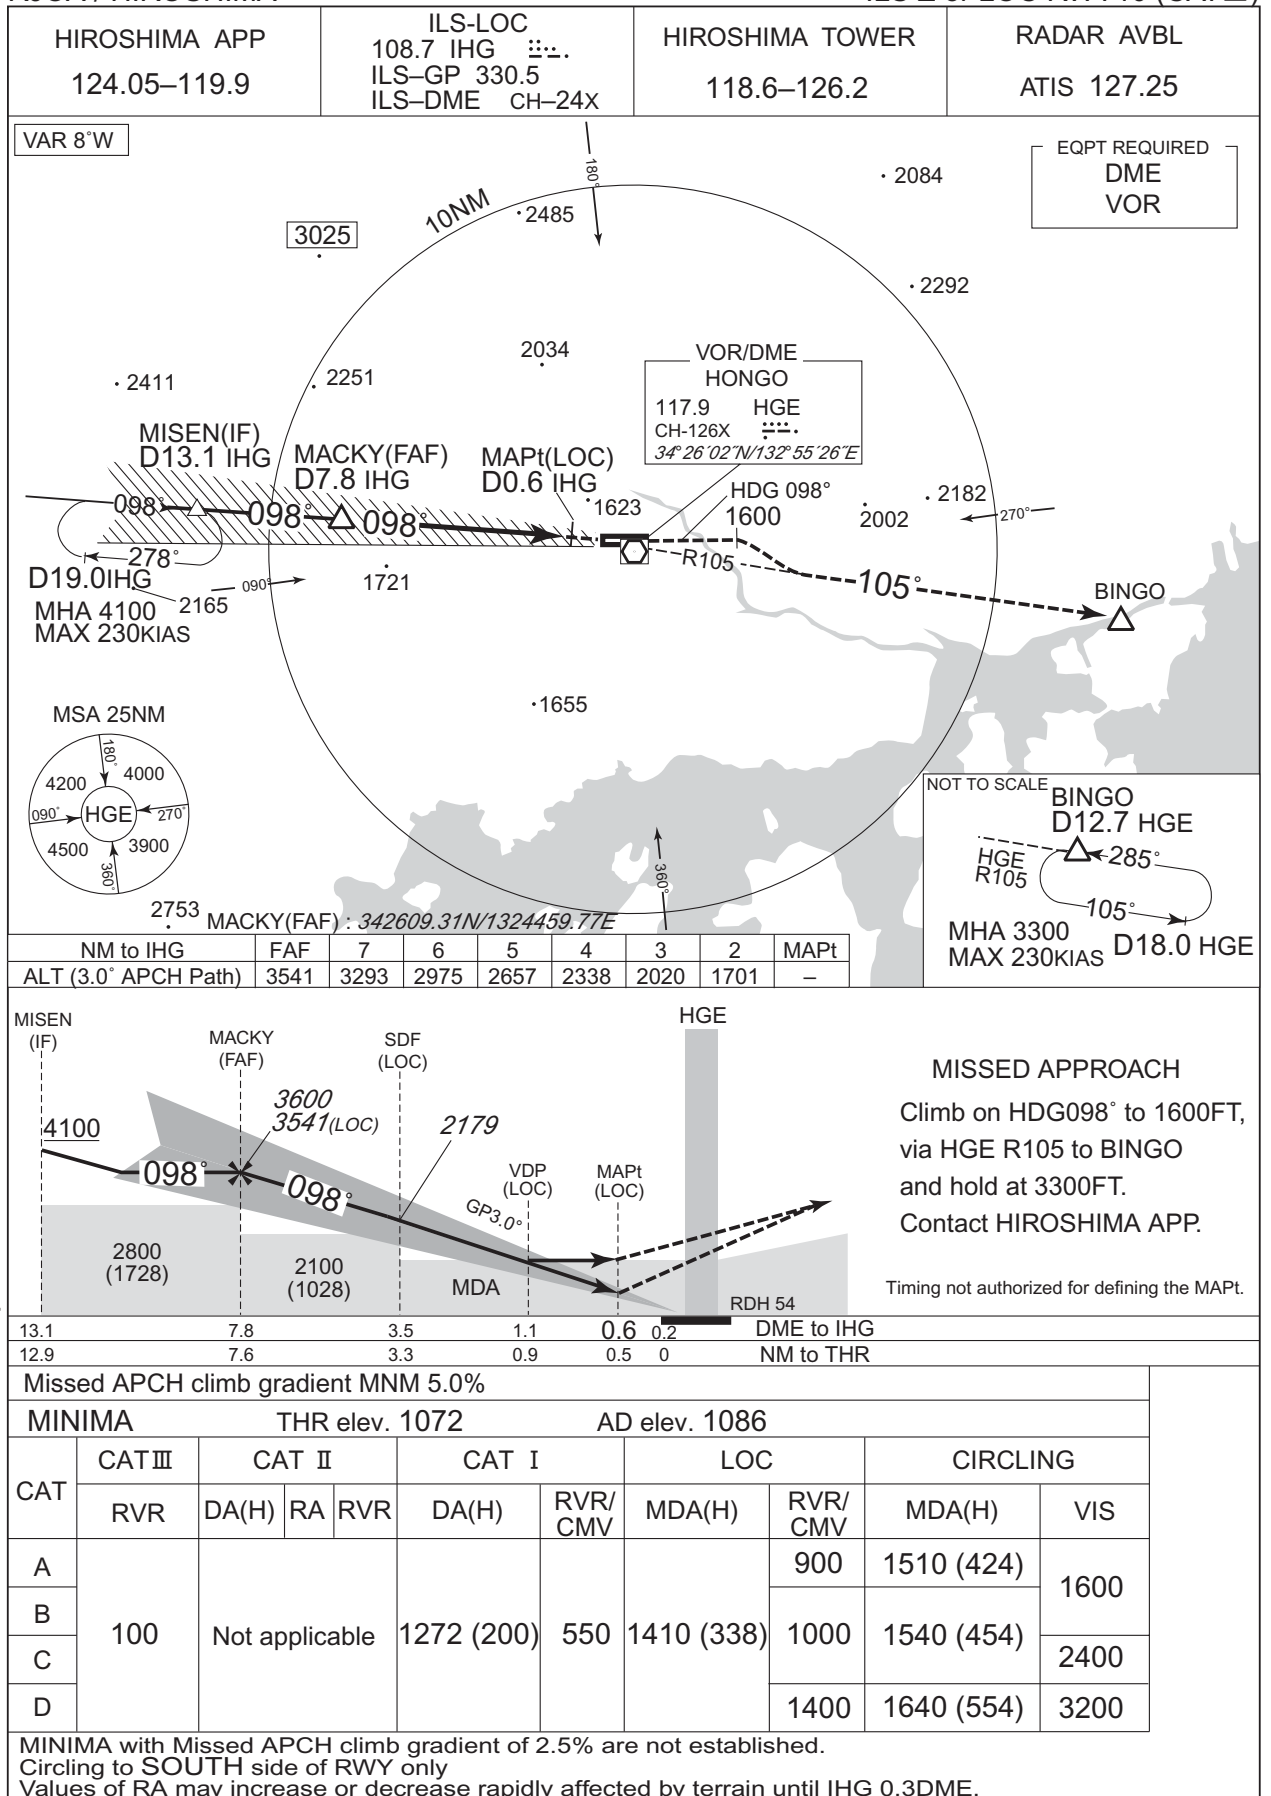 HIROSHIMA APP
124.05–119.9
ILS-LOC
108.7 IHG
ILS–GP 330.5
ILS–DME CH–24X
HIROSHIMA TOWER
118.6–126.2
RADAR AVBL
ATIS 127.25
VAR 8˚W
EQPT REQUIRED
DME
VOR
180˚
2084
10NM
2485
3025
2292
2034
2251
2411
VOR/DME
HONGO
117.9 HGE
CH-126X
34°26´02˝N/132°55´26˝E
MISEN(IF)
D13.1 IHG
MACKY(FAF)
D7.8 IHG
MAPt(LOC)
D0.6 IHG
1623
HDG 098°
1600
2182
2002
270˚
098˚
098˚
098˚
278˚
D19.0IHG
MHA 4100
MAX 230KIAS
2165
090˚
1721
R105
105˚
BINGO
1655
MSA 25NM
180˚
4200
4000
090˚
HGE
270˚
4500
3900
360˚
360˚
2753
MACKY(FAF) : 342609.31N/1324459.77E
NOT TO SCALE
BINGO
D12.7 HGE
HGE
R105
285˚
105˚
MHA 3300
MAX 230KIAS
D18.0 HGE
NM to IHG FAF 7 6 5 4 3 2 MAPt
ALT (3.0˚ APCH Path) 3541 3293 2975 2657 2338 2020 1701 –
MISEN
(IF)
MACKY
(FAF)
SDF
(LOC)
HGE
3600
3541(LOC)
2179
4100
098˚
098˚
GP3.0˚
VDP
(LOC)
MAPt
(LOC)
2800
(1728)
2100
(1028)
MDA
RDH 54
MISSED APPROACH
Climb on HDG098˚ to 1600FT,
via HGE R105 to BINGO
and hold at 3300FT.
Contact HIROSHIMA APP.
Timing not authorized for defining the MAPt.
13.1 7.8 3.5 1.1 0.6 0.2 DME to IHG
12.9 7.6 3.3 0.9 0.5 0 NM to THR
Missed APCH climb gradient MNM 5.0%
MINIMA THR elev. 1072 AD elev. 1086
CAT CATⅢ CAT Ⅱ CAT Ⅰ LOC CIRCLING
RVR DA(H) RA RVR DA(H) RVR/CMV MDA(H) RVR/CMV MDA(H) VIS
A 900 1510 (424) 1600
B 100 Not applicable 1272 (200) 550 1410 (338) 1000 1540 (454)
C 2400
D 1400 1640 (554) 3200
MINIMA with Missed APCH climb gradient of 2.5% are not established.
Circling to SOUTH side of RWY only
Values of RA may increase or decrease rapidly affected by terrain until IHG 0.3DME.